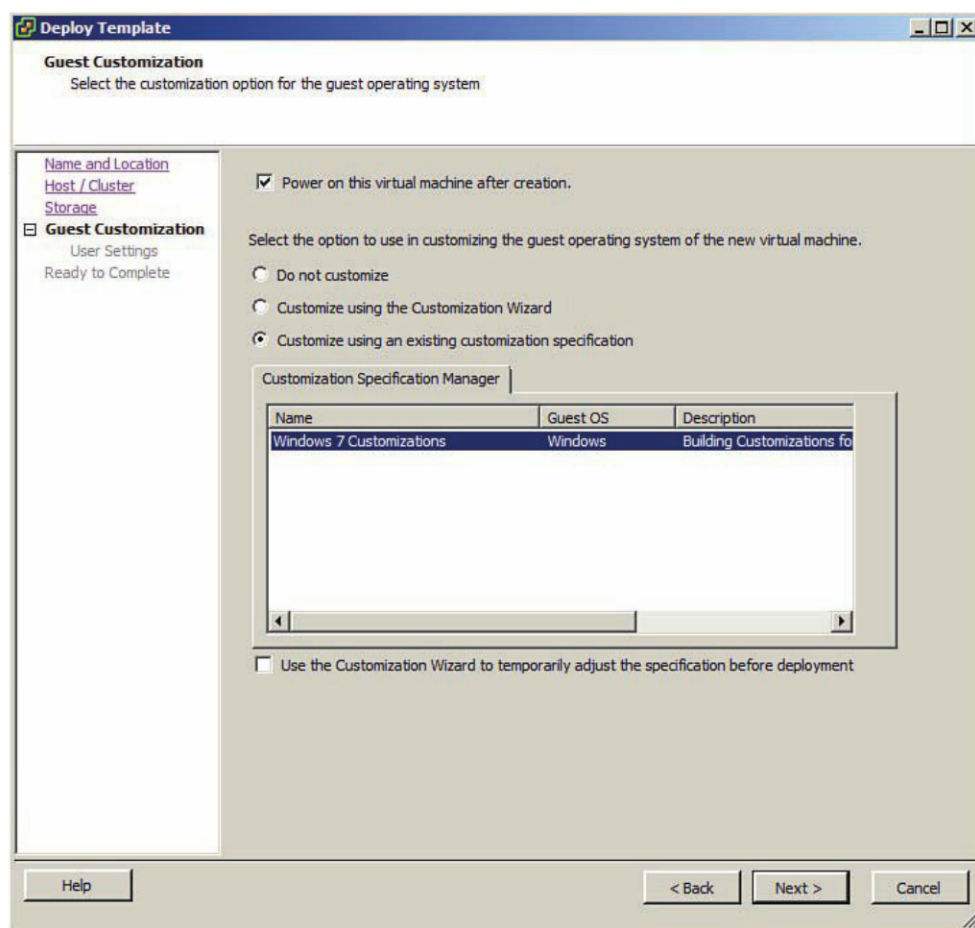 Deploy Template
Guest Customization
Select the customization option for the guest operating system
Name and Location
Host / Cluster
Storage
Guest Customization
User Settings
Ready to Complete
Power on this virtual machine after creation.
Select the option to use in customizing the guest operating system of the new virtual machine.
Do not customize
Customize using the Customization Wizard
Customize using an existing customization specification
Customization Specification Manager
Name Guest OS Description
Windows 7 Customizations Windows Building Customizations fo
Use the Customization Wizard to temporarily adjust the specification before deployment
Help < Back Next > Cancel